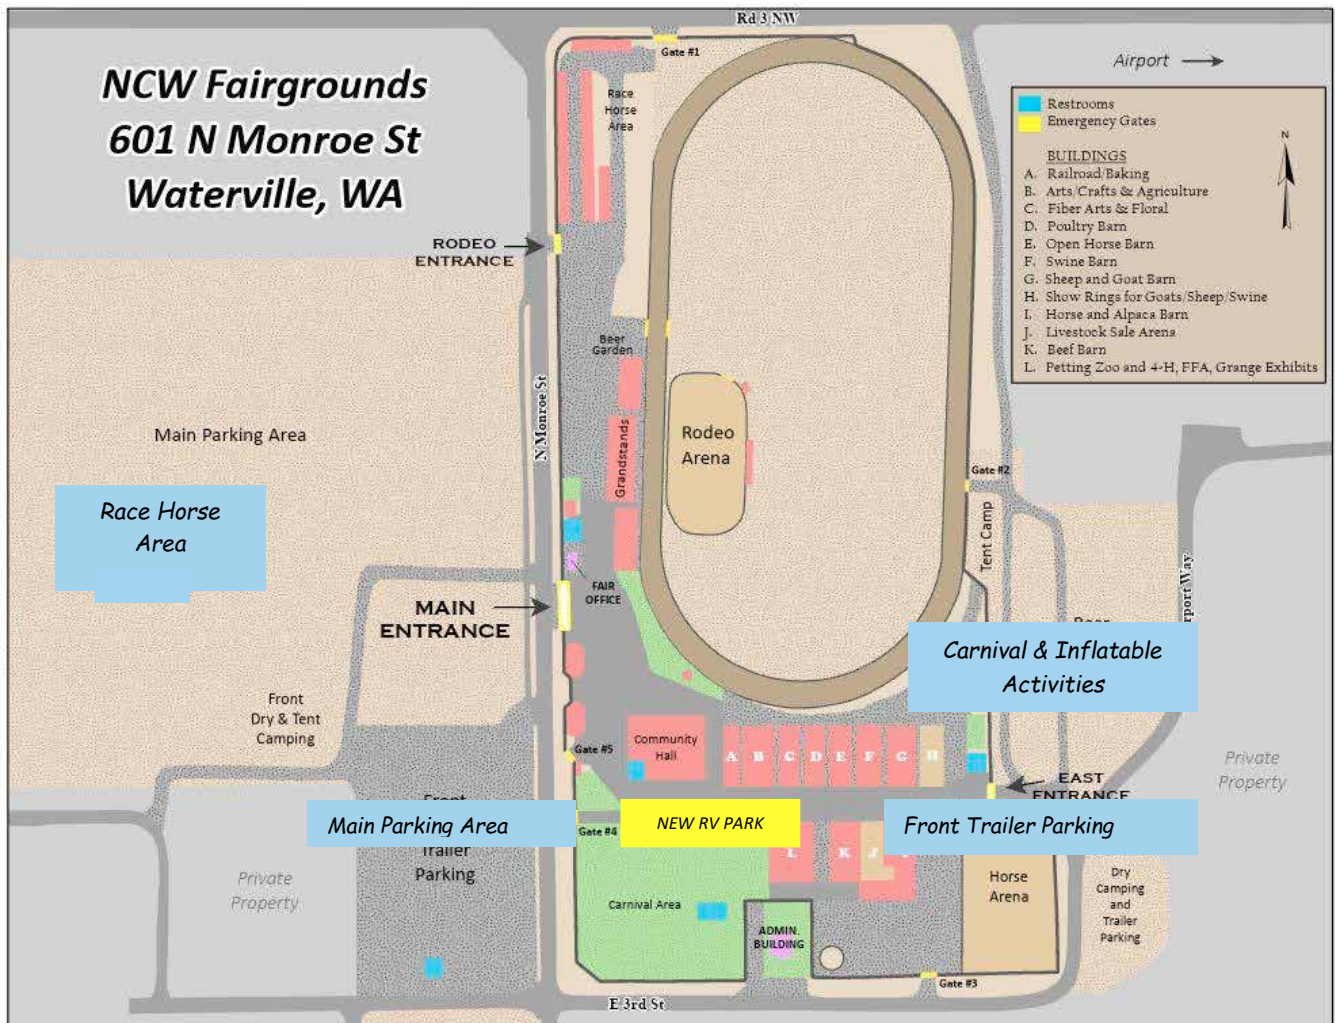 Rd 3 NW
Gate #1
Airport
NCW Fairgrounds
601 N Monroe St
Waterville, WA
Race
Horse
Area
Restrooms
Emergency Gates
N
BUILDINGS
A. Railroad/Baking
B. Arts/Crafts & Agriculture
C. Fiber Arts & Floral
D. Poultry Barn
E. Open Horse Barn
F. Swine Barn
G. Sheep and Goat Barn
H. Show Rings for Goats/Sheep/Swine
I. Horse and Alpaca Barn
J. Livestock Sale Arena
K. Beef Barn
L. Petting Zoo and 4-H, FFA, Grange Exhibits
RODEO
ENTRANCE
Beer
Garden
N Monroe St
Main Parking Area
Grandstands
Rodeo
Arena
Gate #2
Tent Camp
Race Horse
Area
FAIR
OFFICE
MAIN
ENTRANCE
Carnival & Inflatable
Activities
Front
Dry & Tent
Camping
Gate #5
Community
Hall
A B C D E F G H
Private
Property
EAST
ENTRANCE
Main Parking Area
Gate #4
NEW RV PARK
Front Trailer Parking
Trailer
Parking
L K J
Private
Property
Carnival Area
Horse
Arena
Dry
Camping
and
Trailer
Parking
ADMIN.
BUILDING
Gate #3
E 3rd St